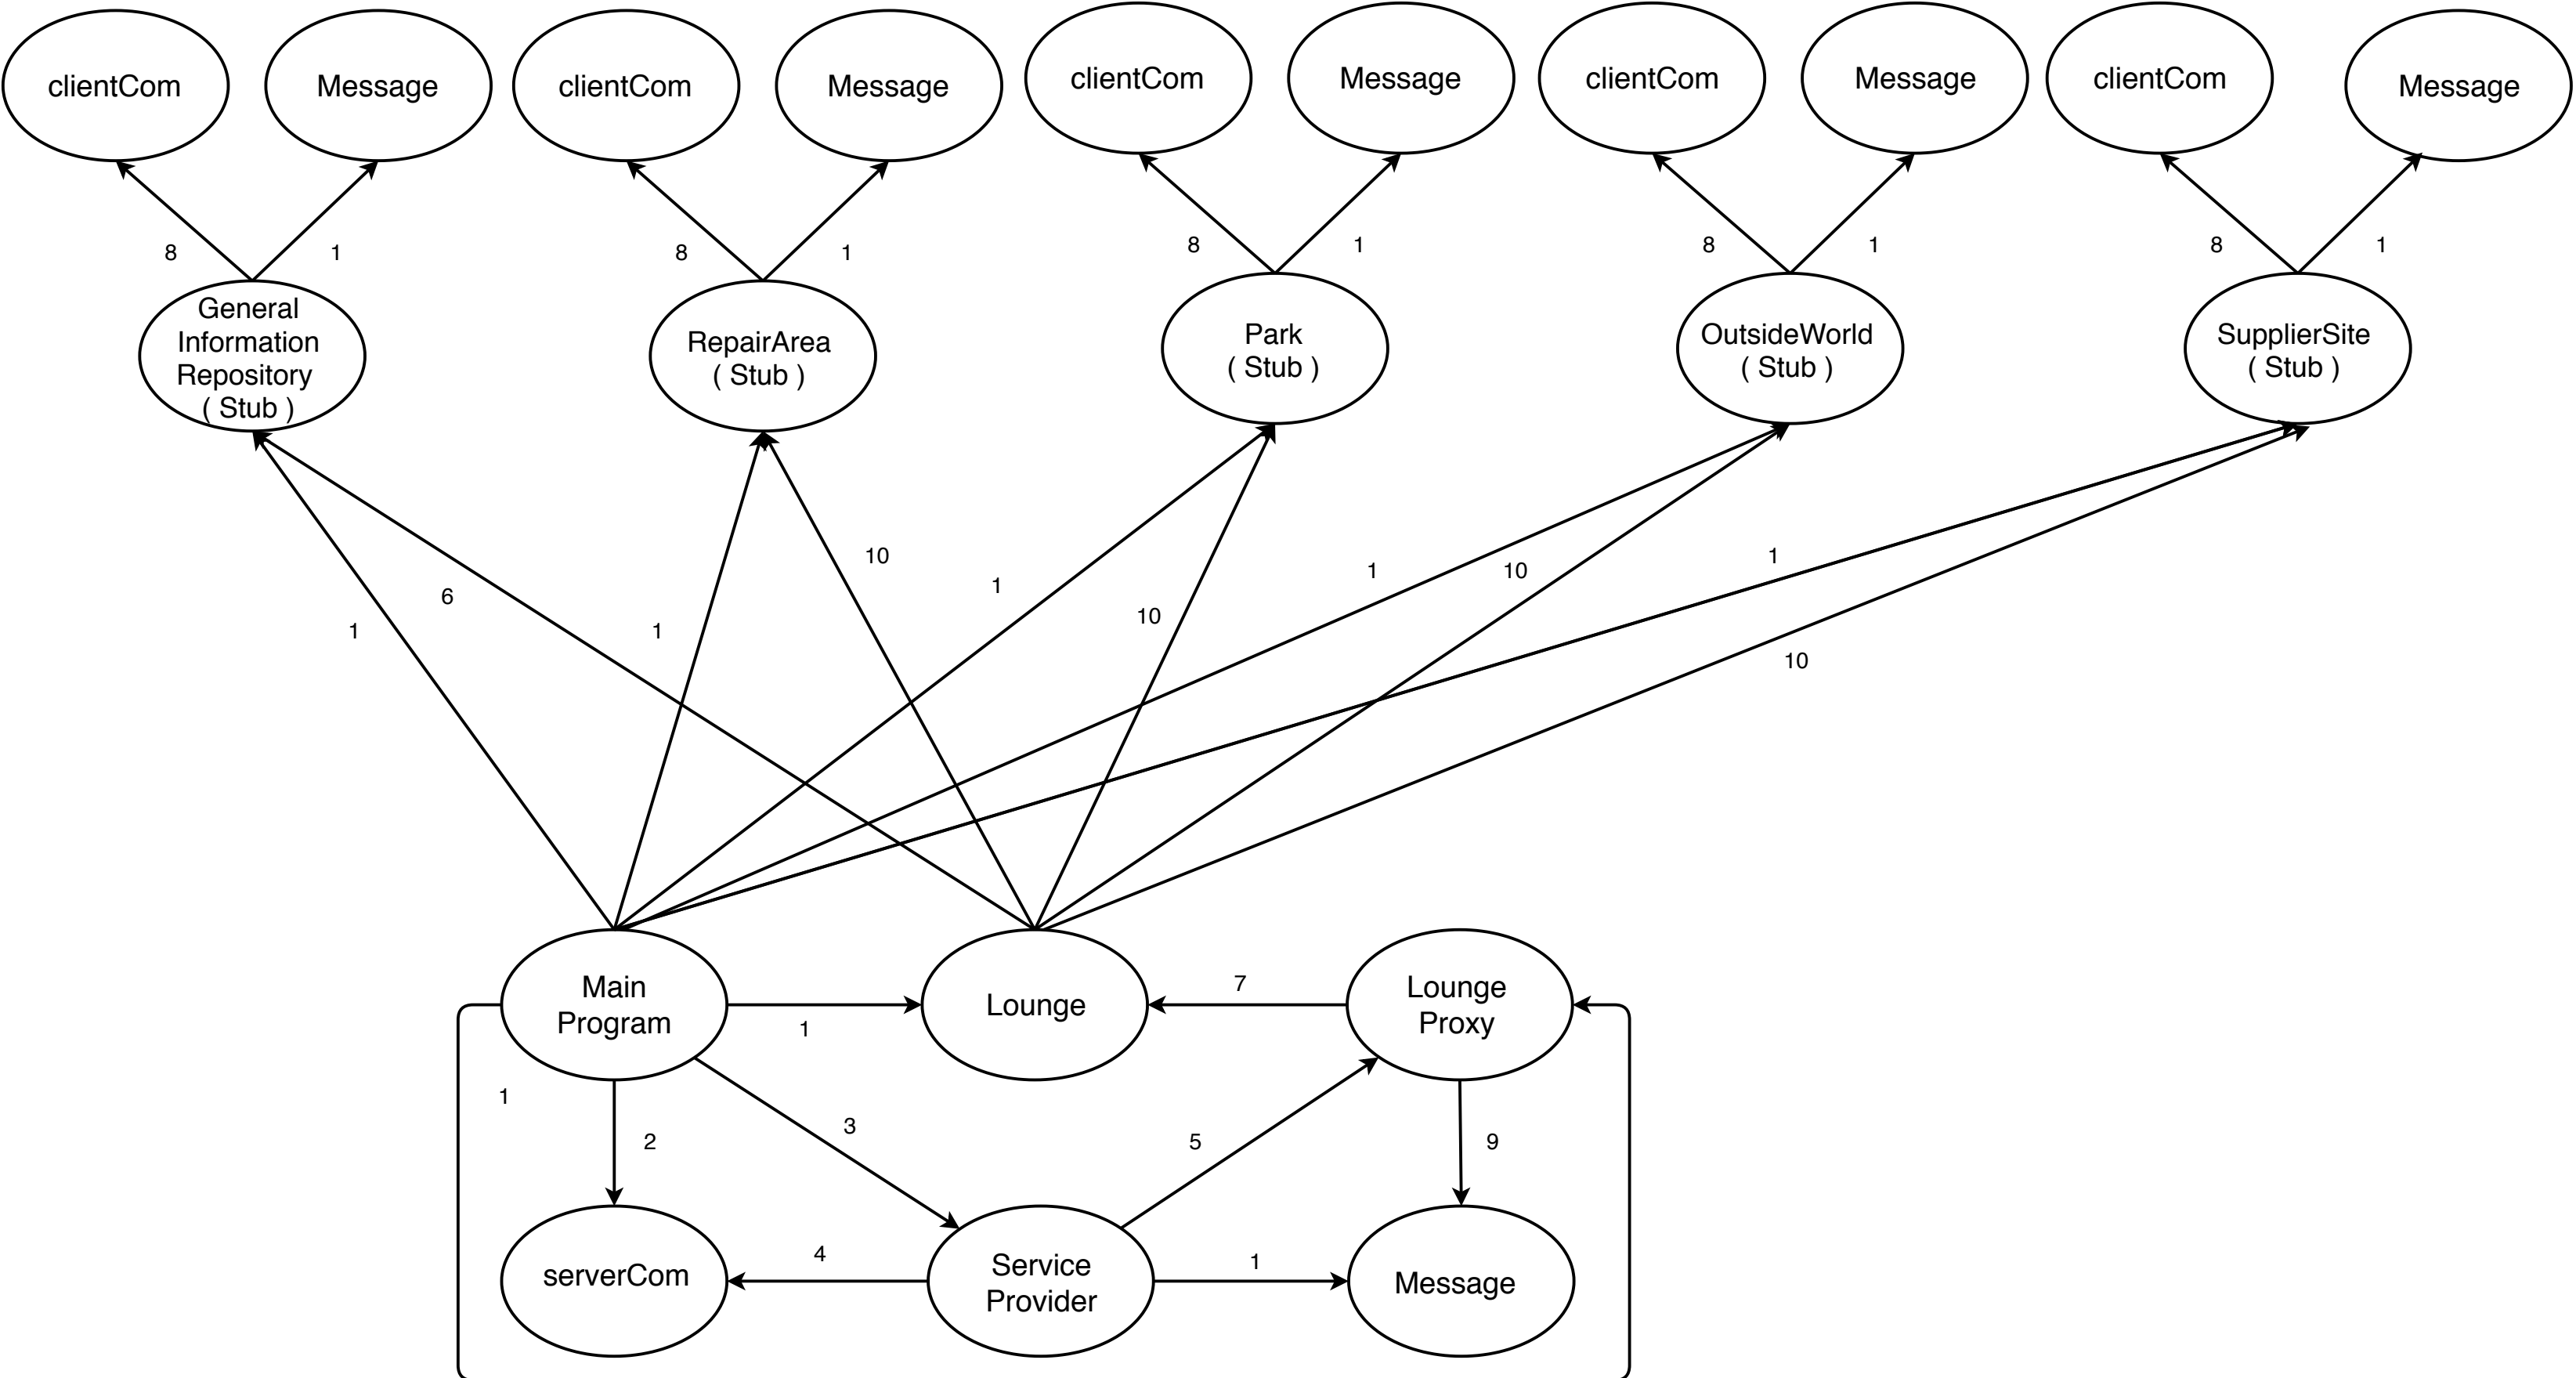 clientCom
Message
clientCom
Message
clientCom
Message
clientCom
Message
clientCom
Message
8
1
8
1
8
1
8
1
8
1
General
Information
Repository
( Stub )
RepairArea
( Stub )
Park
( Stub )
OutsideWorld
( Stub )
SupplierSite
( Stub )
1
6
1
10
1
10
1
10
1
10
Main
Program
1
Lounge
7
Lounge
Proxy
1
2
3
5
9
serverCom
4
Service
Provider
1
Message